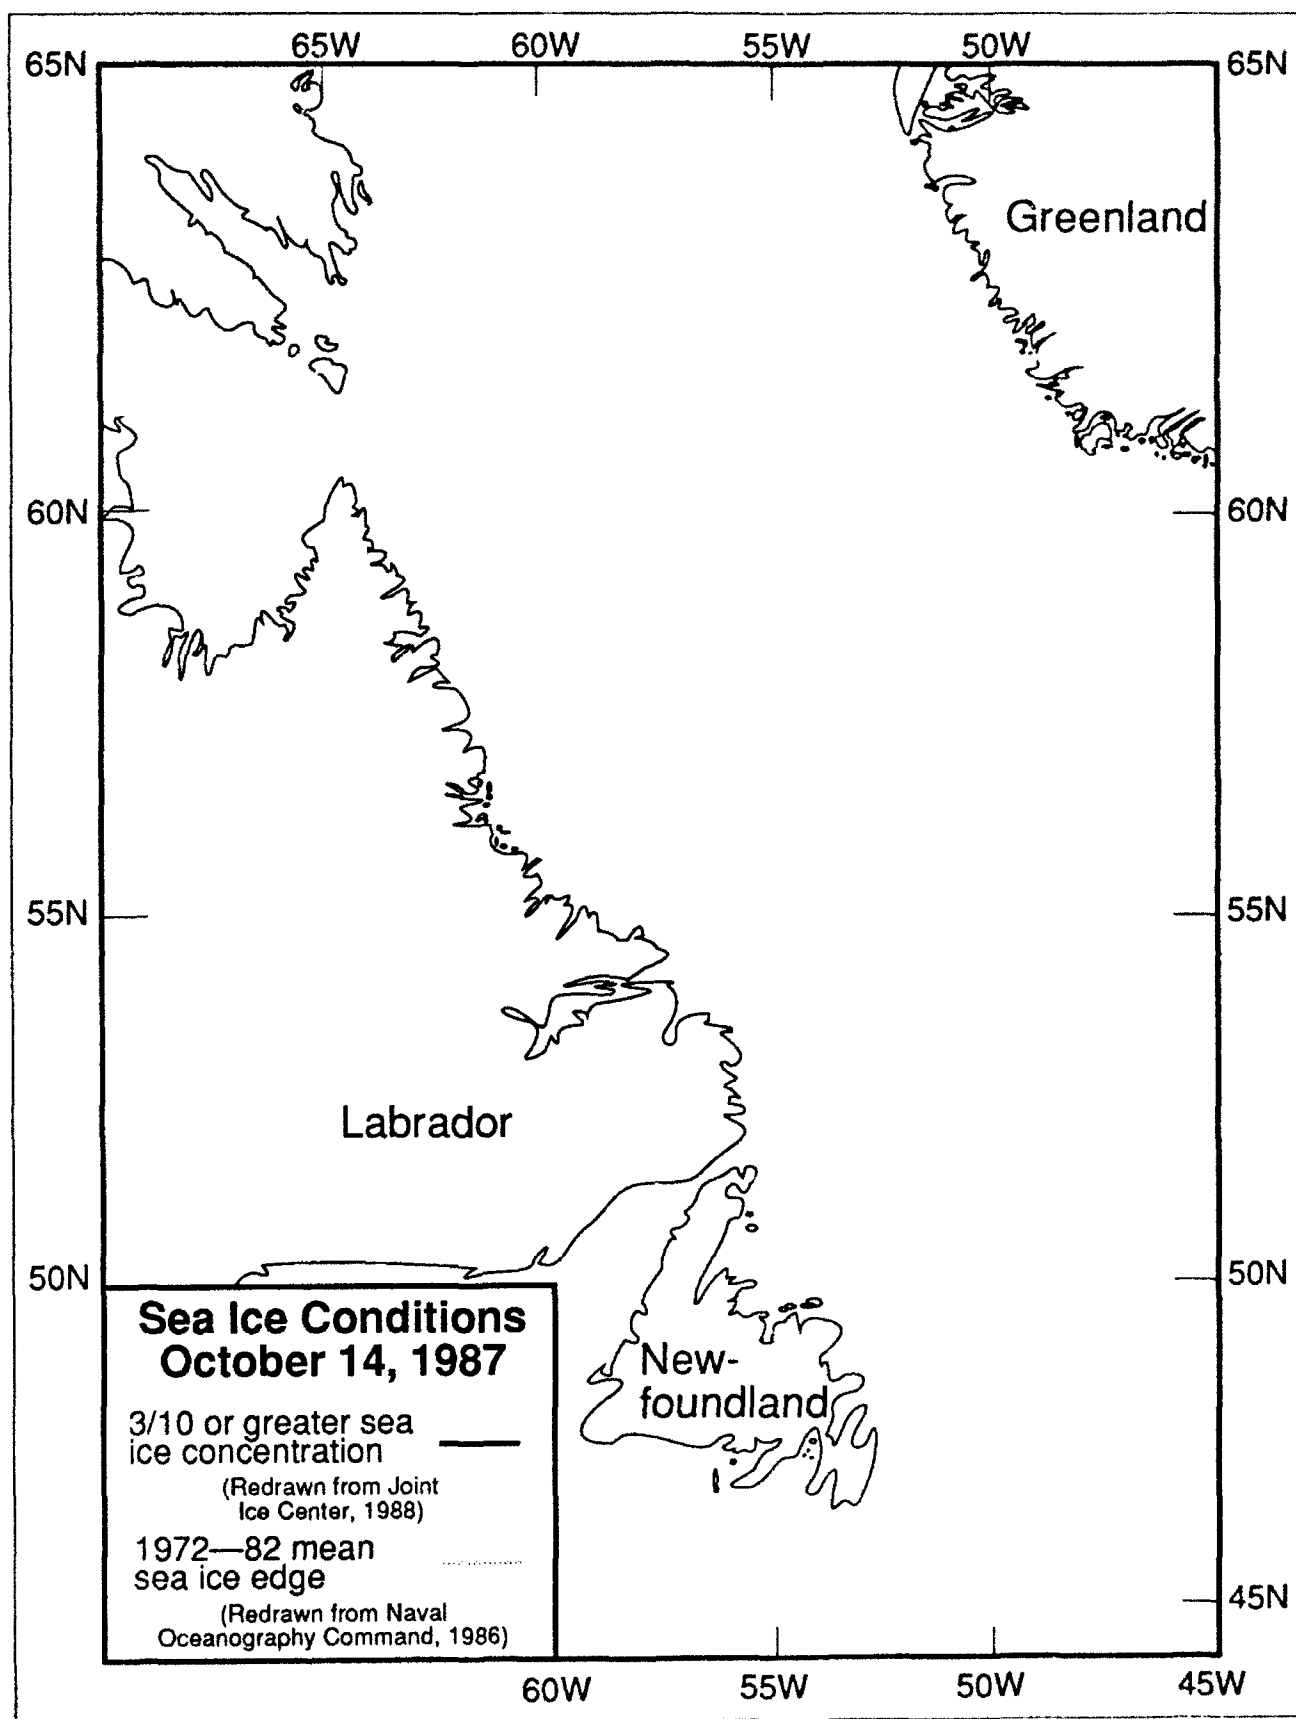 65W 60W 55W 50W
65N 65N
Greenland
60N 60N
55N 55N
Labrador
50N 50N
Sea Ice Conditions
October 14, 1987
New-
foundland
3/10 or greater sea
ice concentration
(Redrawn from Joint
Ice Center, 1988)
1972—82 mean
sea ice edge
(Redrawn from Naval
Oceanography Command, 1986)
45N
60W 55W 50W 45W